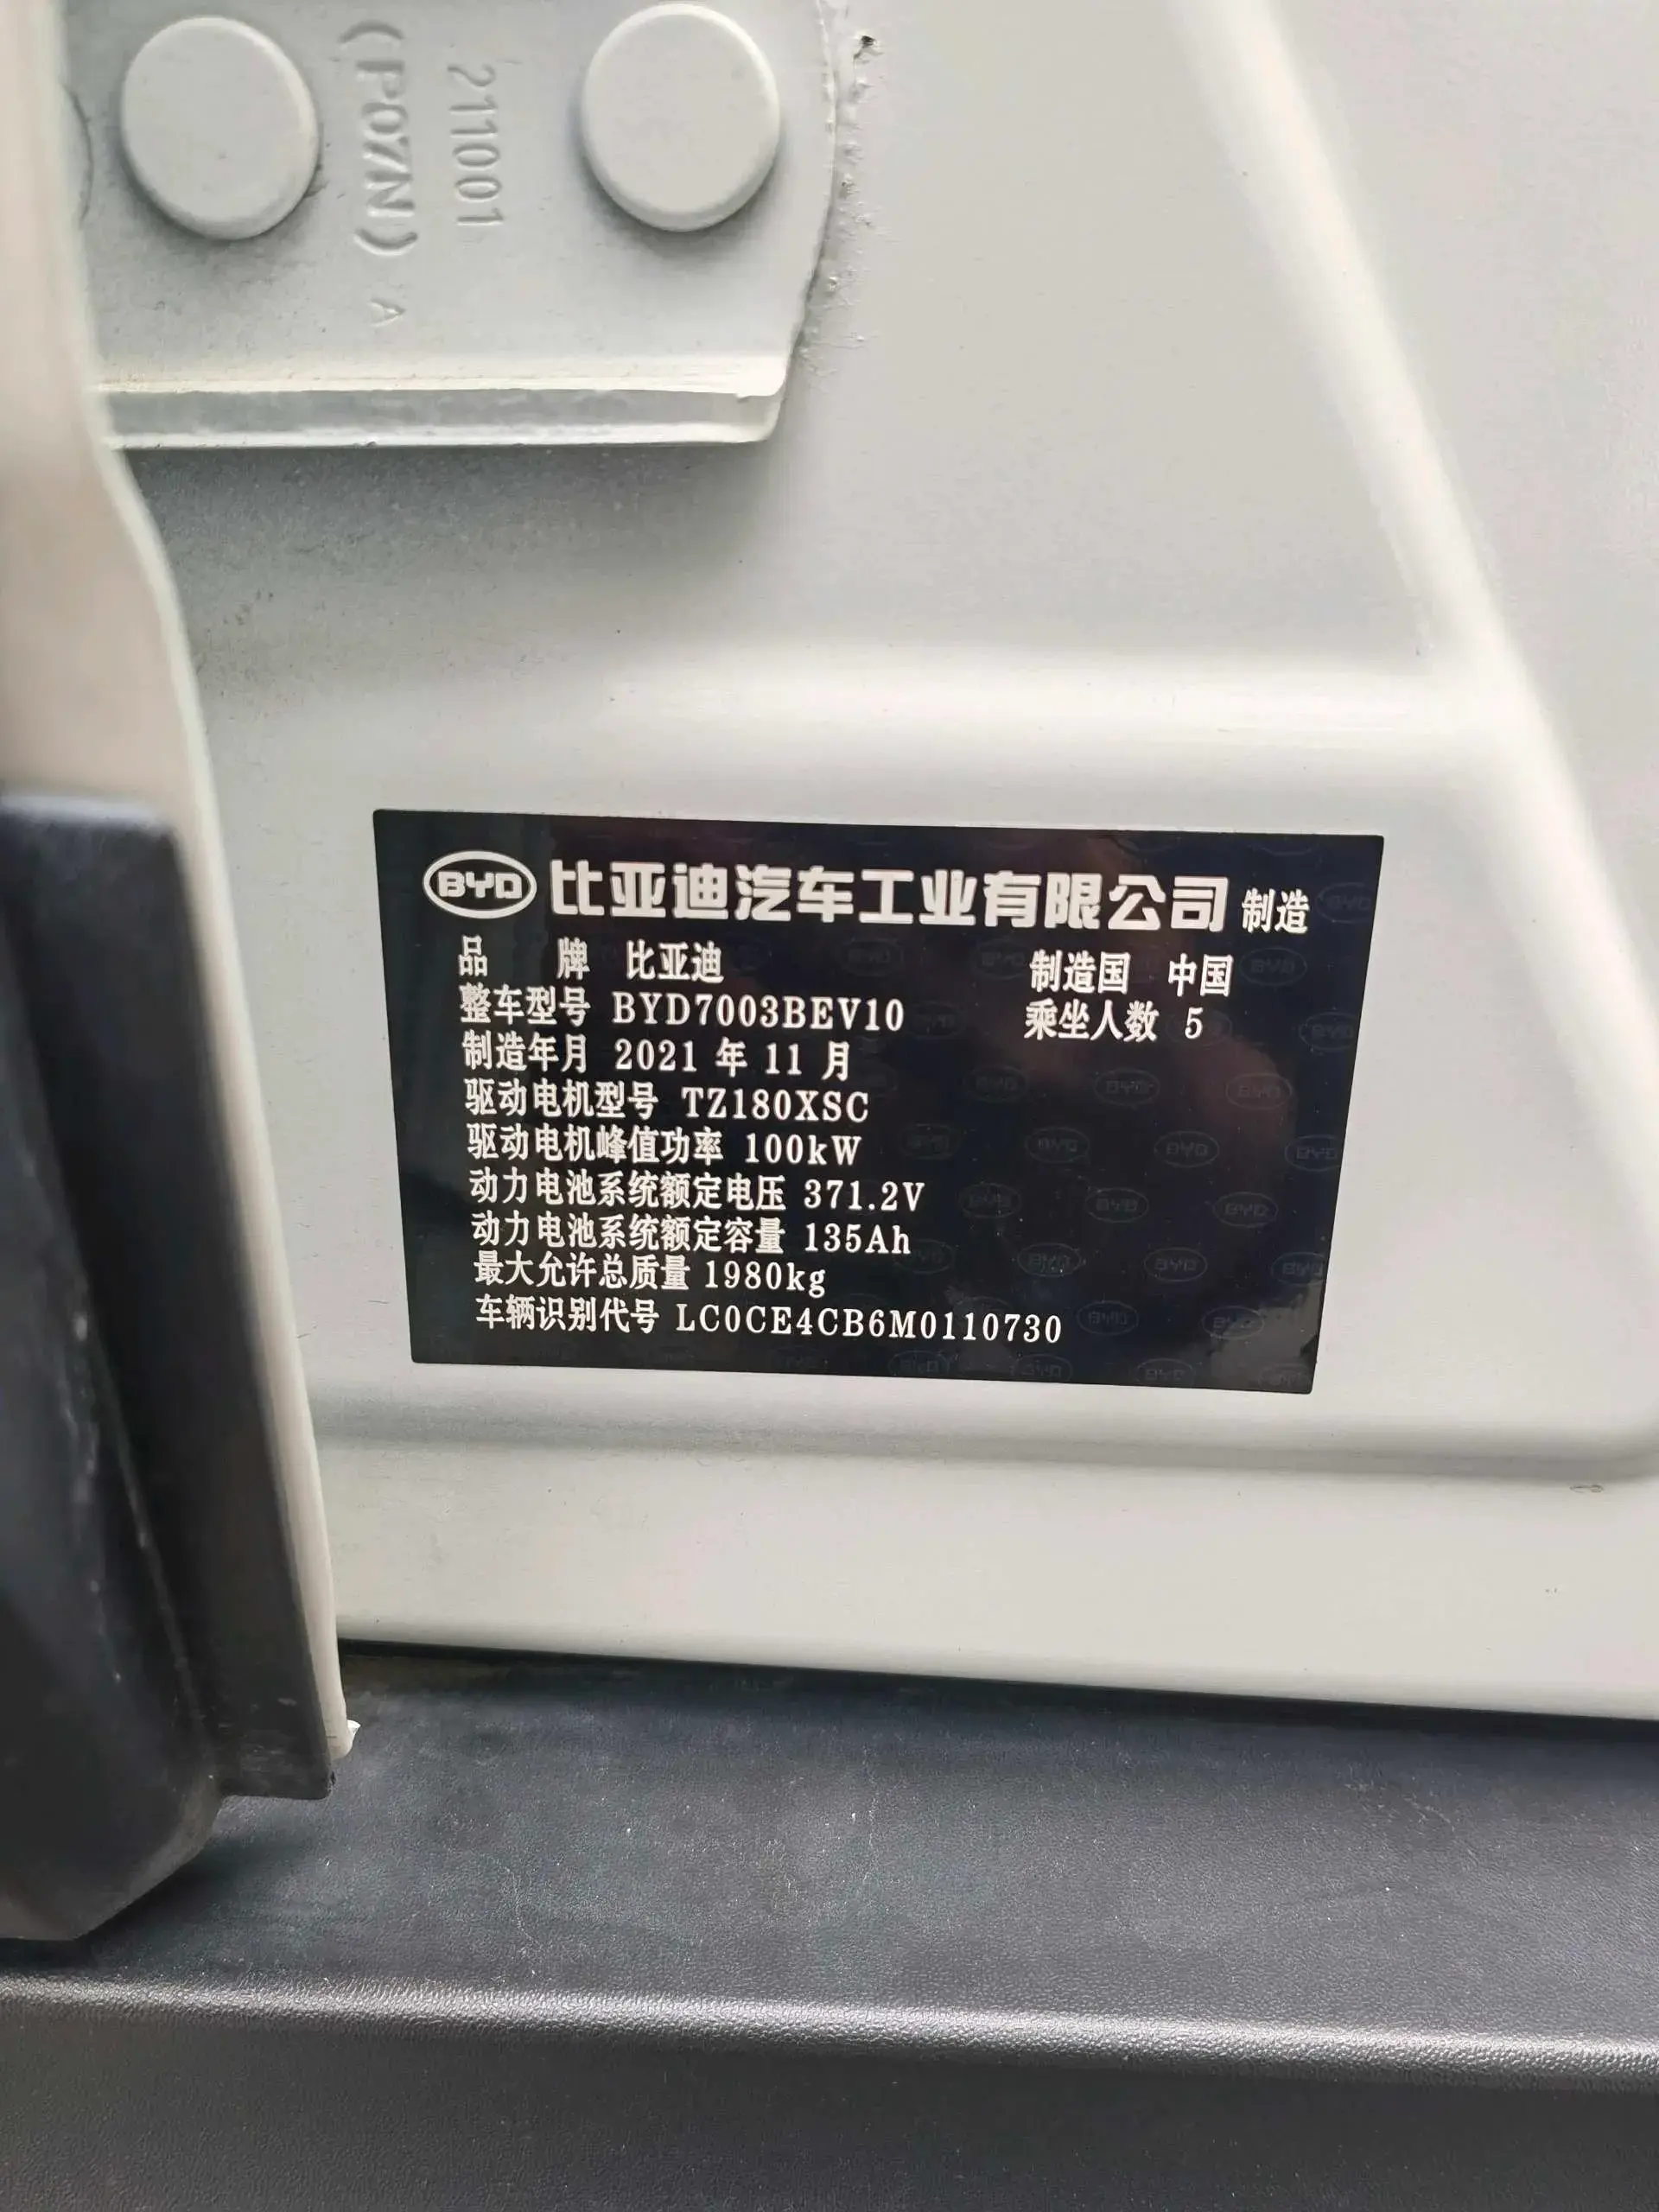 2111001
(P07N) A
BYD 比亚迪汽车工业有限公司 制造
品 牌 比亚迪 制造国 中国
整车型号 BYD7003BEV10 乘坐人数 5
制造年月 2021 年 11 月
驱动电机型号 TZ180XSC
驱动电机峰值功率 100kW
动力电池系统额定电压 371.2V
动力电池系统额定容量 135Ah
最大允许总质量 1980kg
车辆识别代号 LC0CE4CB6M0110730